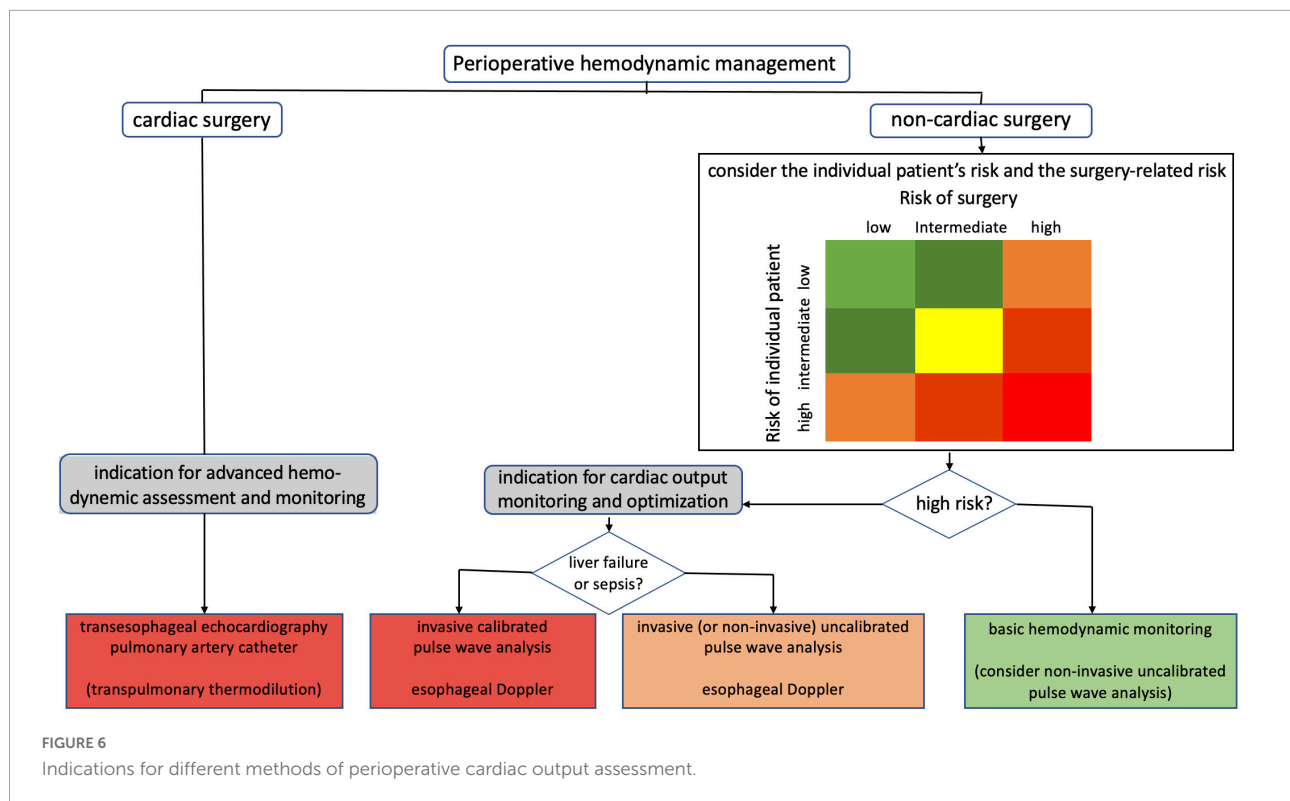 Perioperative hemodynamic management
cardiac surgery
non-cardiac surgery
consider the individual patient's risk and the surgery-related risk
Risk of surgery
low Intermediate high
Risk of individual patient
high intermediate low
indication for advanced hemo-
dynemic assessment and monitoring
indication for cardiac output
monitoring and optimization
high risk?
liver failure
or sepsis?
transesophageal echocardiography
pulmonary artery catheter
(transpulmonary thermodilution)
invasive calibrated
pulse wave analysis
esophageal Doppler
invasive (or non-invasive) uncalibrated
pulse wave analysis
esophageal Doppler
basic hemodynamic monitoring
(consider non-invasive uncalibrated
pulse wave analysis)
FIGURE 6
Indications for different methods of perioperative cardiac output assessment.